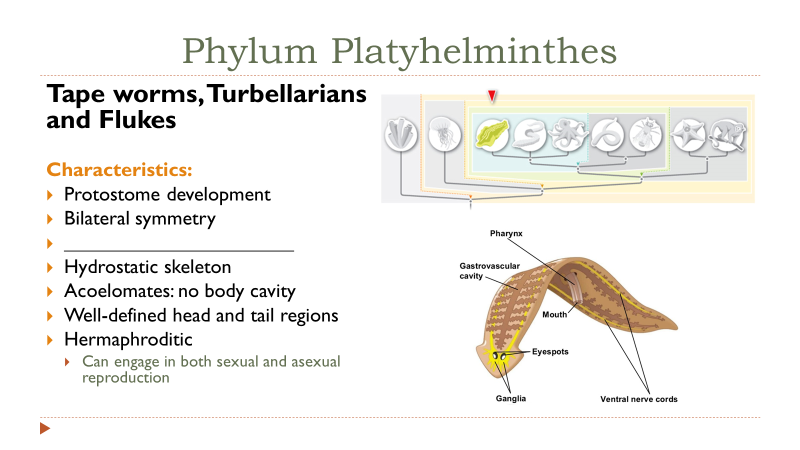 Phylum Platyhelminthes
Tape worms, Turbellarians
and Flukes
Characteristics:
Protostome development
Bilateral symmetry
______________________
Hydrostatic skeleton
Acoelomates: no body cavity
Well-defined head and tail regions
Hermaphroditic
Can engage in both sexual and asexual
reproduction
Pharynx
Gastrovascular
cavity
Mouth
Eyespots
Ganglia
Ventral nerve cords